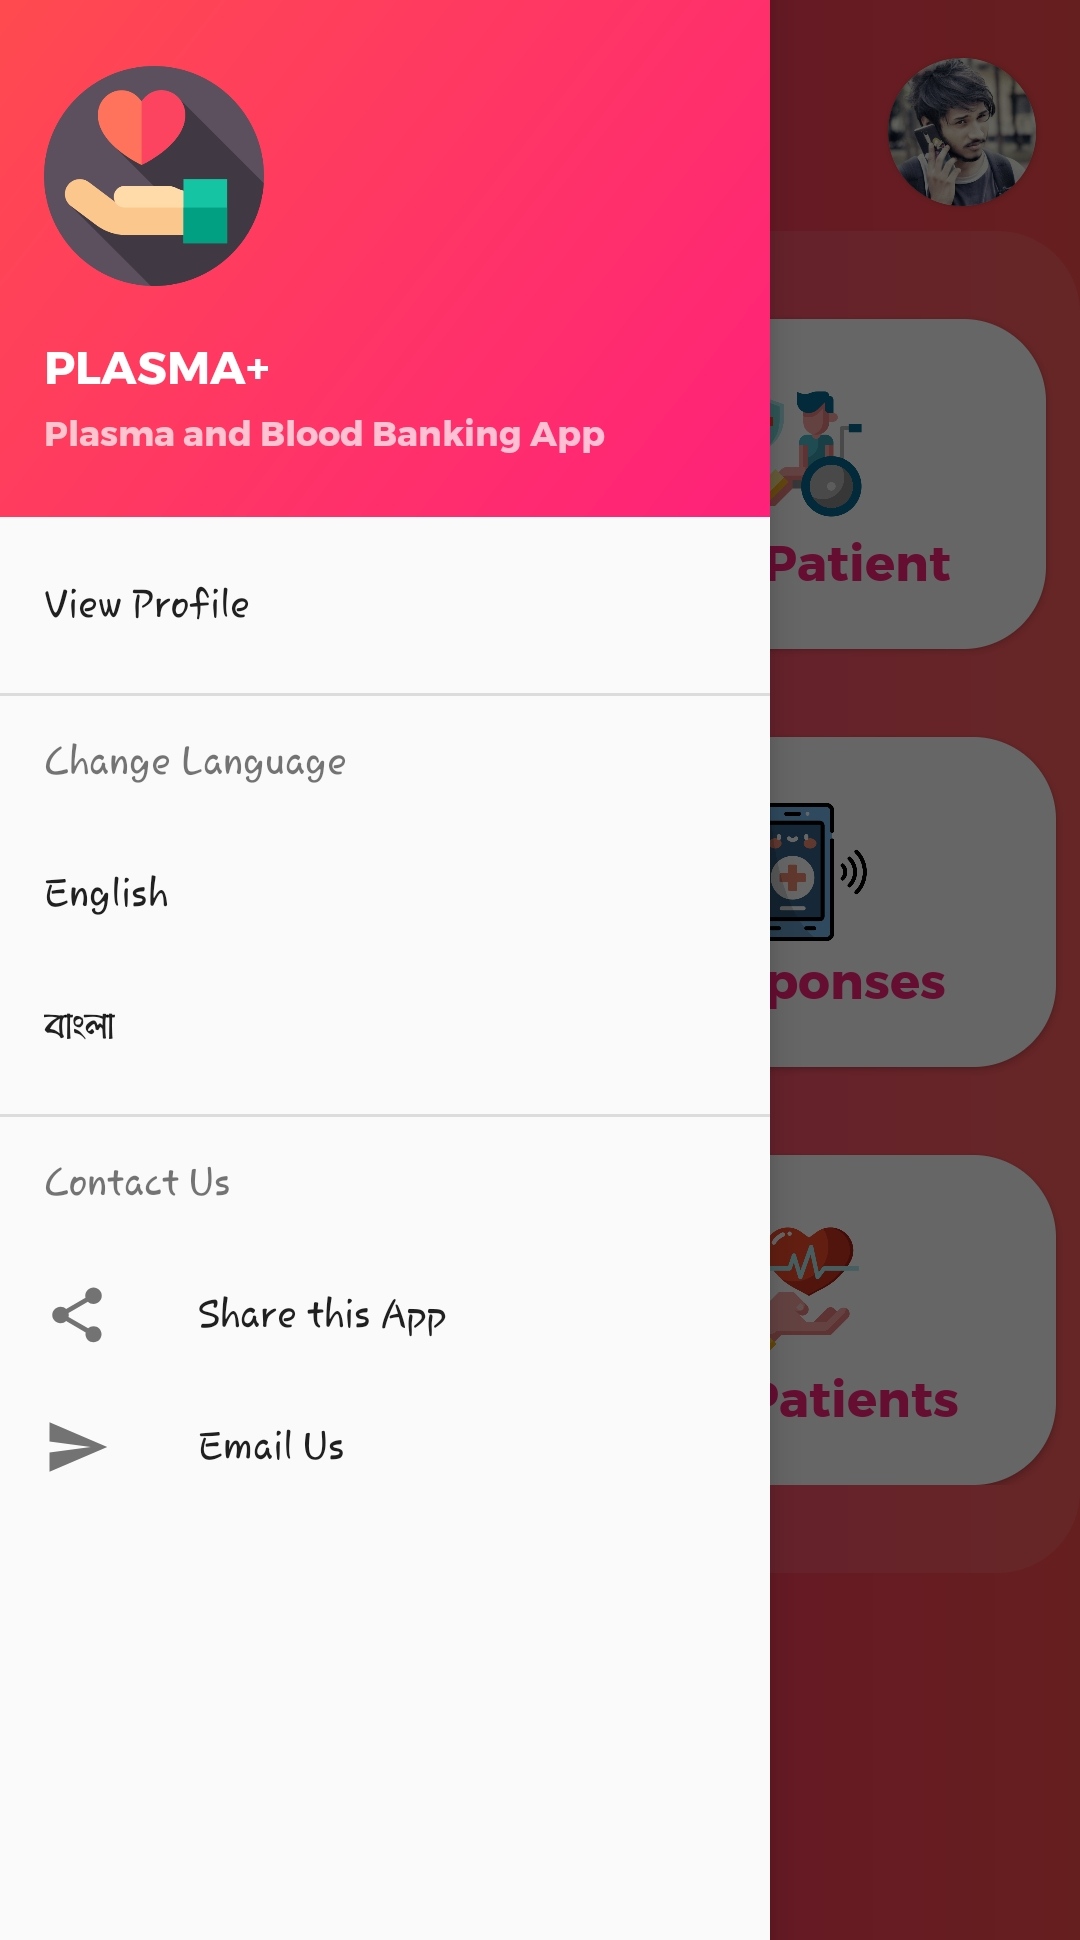 PLASMA+
Plasma and Blood Banking App
View Profile
Change Language
English
বাংলা
Contact Us
Share this App
Email Us
Patient
ponses
Patients